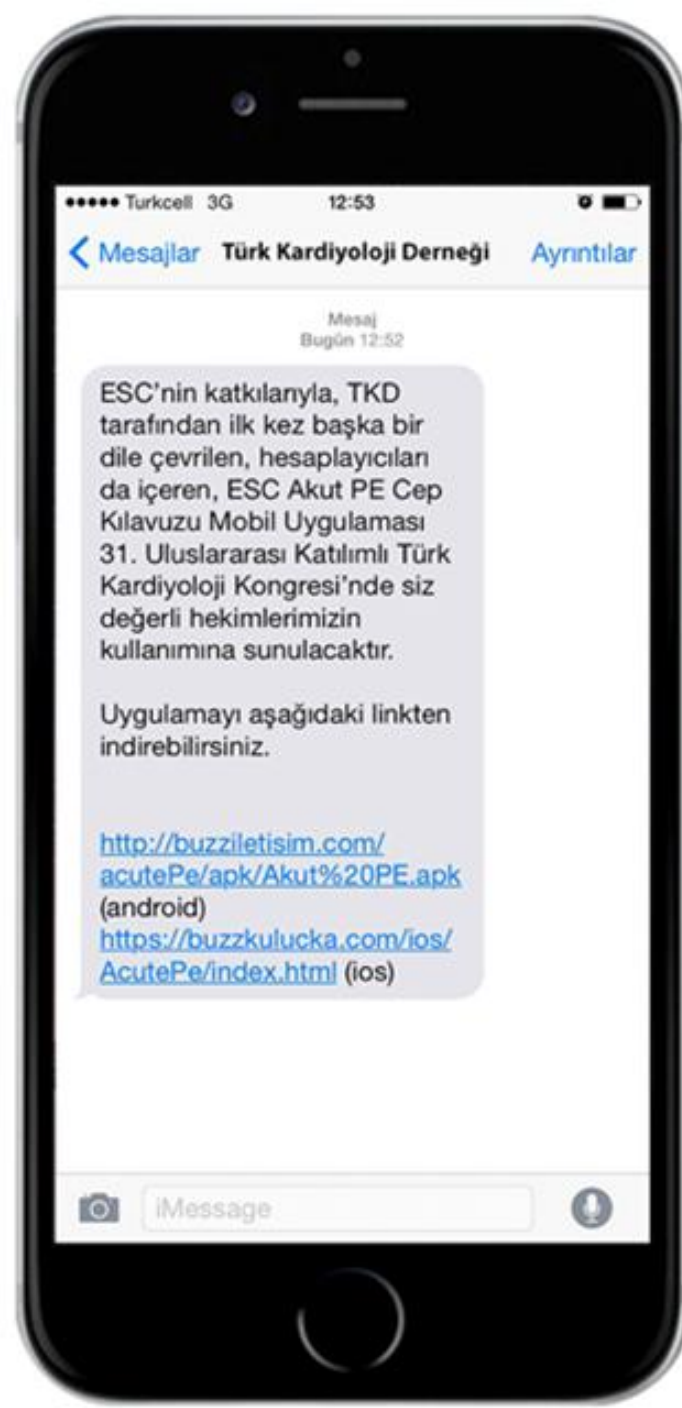 Turkcell 3G 12:53
Mesajlar Türk Kardiyoloji Derneği Ayrıntılar
Mesaj
Bugün 12:52
ESC'nin katkılarıyla, TKD
tarafından ilk kez başka bir
dile çevrilen, hesaplayıcıları
da içeren, ESC Akut PE Cep
Kılavuzu Mobil Uygulaması
31. Uluslararası Katılımlı Türk
Kardiyoloji Kongresi'nde siz
değerli hekimlerimizin
kullanımına sunulacaktır.
Uygulamayı aşağıdaki linkten
indirebilirsiniz.
http://buzziletisim.com/
acutePe/apk/Akut%20PE.apk
(android)
https://buzzkulucka.com/ios/
AcutePe/index.html (ios)
iMessage